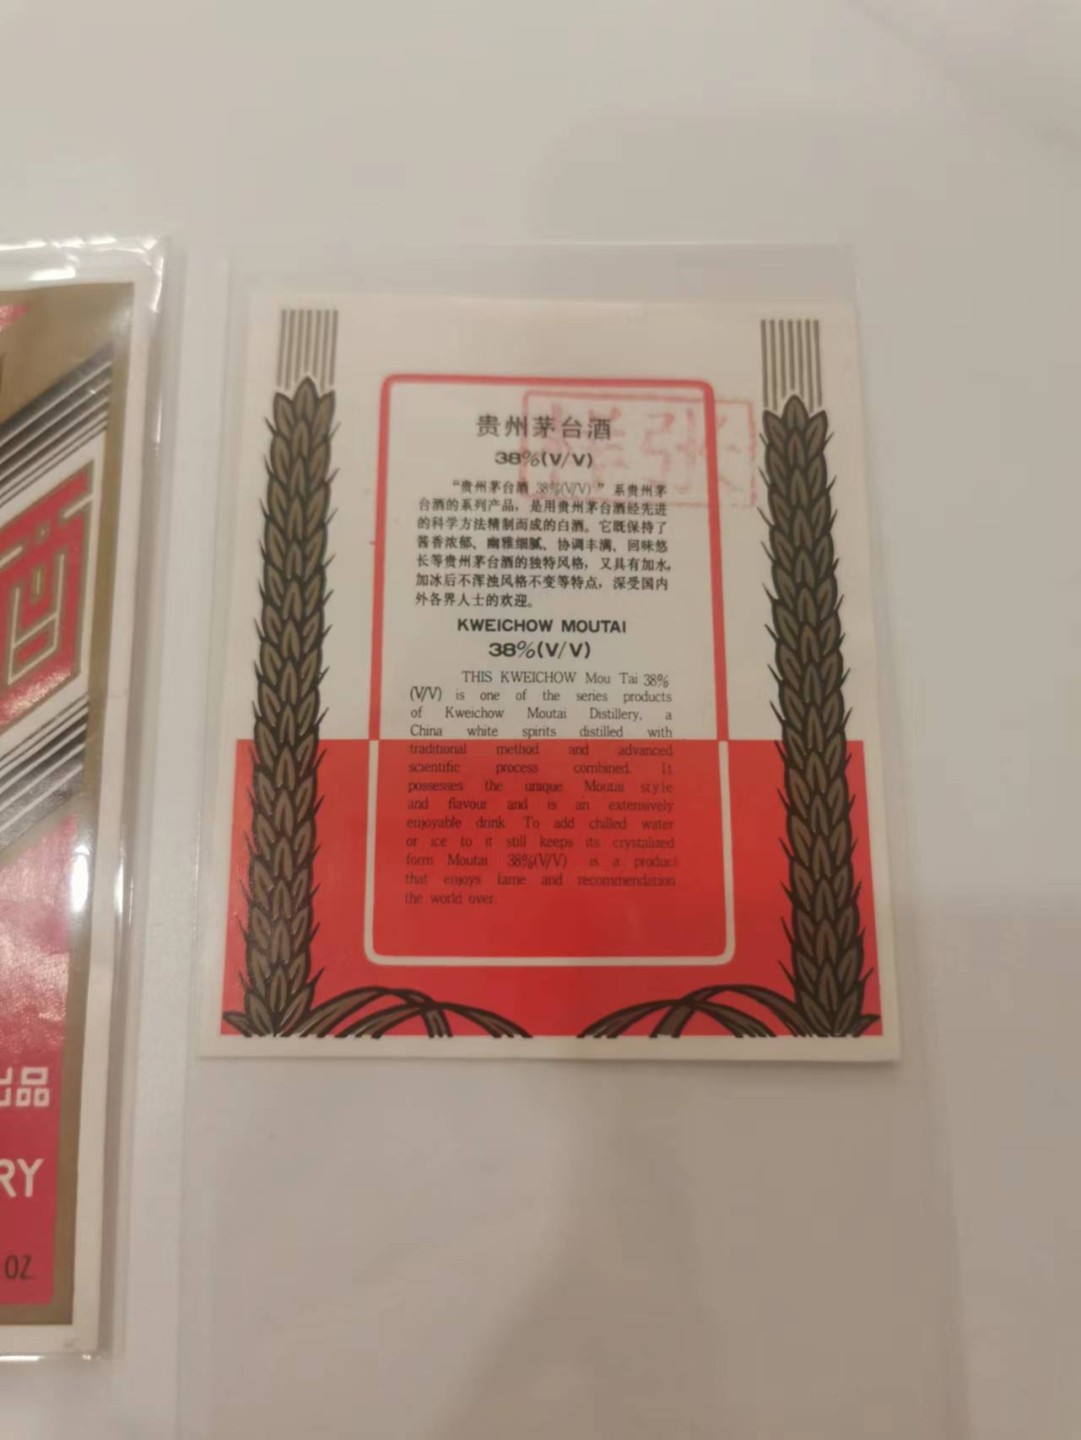 酒
品
RY
OZ
样张
贵州茅台酒
38%(V/V)
“贵州茅台酒 38%(V/V)” 系贵州茅
台酒的系列产品，是用贵州茅台酒经先进
的科学方法精制而成的白酒。它既保持了
酱香浓郁、幽雅细腻、协调丰满、回味悠
长等贵州茅台酒的独特风格，又具有加水，
加冰后不浑浊风格不变等特点，深受国内
外各界人士的欢迎。
KWEICHOW MOUTAI
38%(V/V)
THIS KWEICHOW Mou Tai 38%
(V/V) is one of the series products
of Kweichow Moutai Distillery, a
China white spirits distilled with
traditional method and advanced
scientific process combined. It
possesses the unique Moutai style
and flavour and is an extensively
enjoyable drink. To add chilled water
or ice to it still keeps its crystalized
form Moutai 38%(V/V) is a product
that enjoys fame and recommendation
the world over.